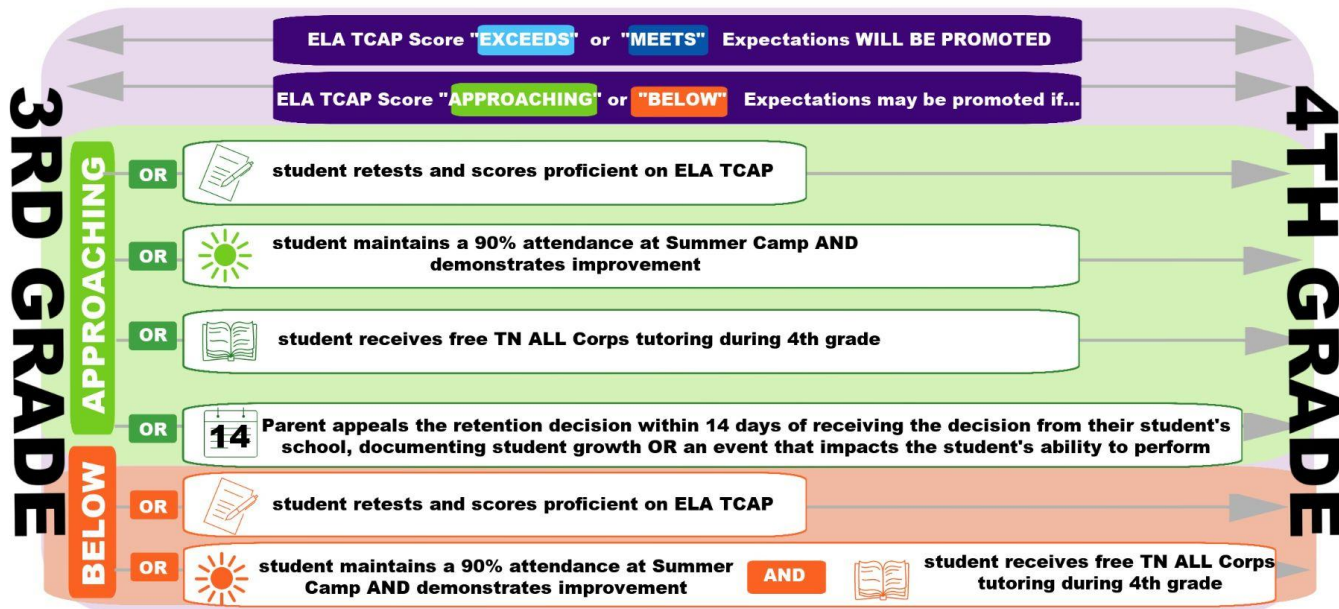 ELA TCAP Score "EXCEEDS" or "MEETS" Expectations WILL BE PROMOTED
ELA TCAP Score "APPROACHING" or "BELOW" Expectations may be promoted if...
3RD GRADE
4TH GRADE
APPROACHING
OR
student retests and scores proficient on ELA TCAP
OR
student maintains a 90% attendance at Summer Camp AND
demonstrates improvement
OR
student receives free TN ALL Corps tutoring during 4th grade
OR
14
Parent appeals the retention decision within 14 days of receiving the decision from their student's
school, documenting student growth OR an event that impacts the student's ability to perform
BELOW
OR
student retests and scores proficient on ELA TCAP
OR
student maintains a 90% attendance at Summer
Camp AND demonstrates improvement
AND
student receives free TN ALL Corps
tutoring during 4th grade